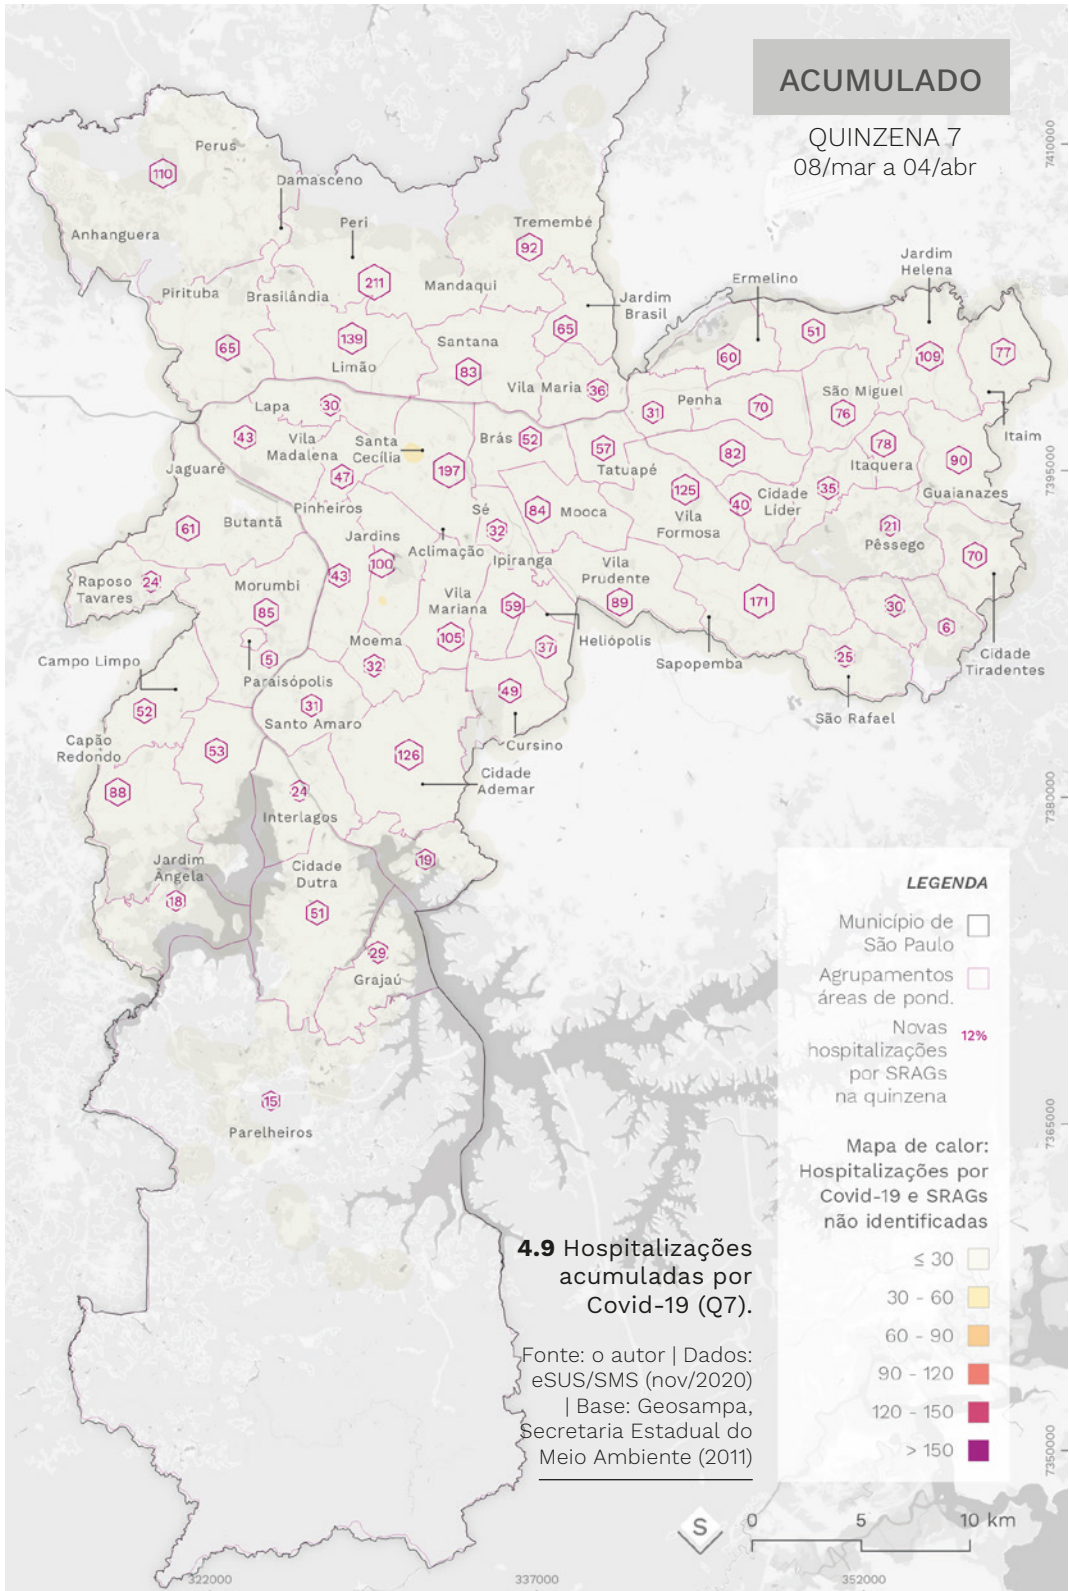 ACUMULADO
QUINZENA 7
08/mar a 04/abr
7410000
Perus
110
Damasceno
Anhanguera
Peri
Tremembé
92
Jardim
Helena
Ermelino
Pirituba
Brasilândia
211
Mandaqui
Jardim
Brasil
65
139
Limão
Santana
83
65
Vila Maria
36
60
51
109
77
Lapa
30
31
Penha
70
São Miguel
76
43
Vila
Madalena
Santa
Cecília
Brás
52
57
Tatuapé
82
78
Itaquera
Itaim
90
Guaianazes
7395000
Jaguaré
47
197
Pinheiros
Sé
84
Mooca
125
Vila
Formosa
40
Cidade
Líder
35
61
Butantã
Jardins
Aclimação
32
21
Pêssego
Ipiranga
Raposo
Tavares
24
Morumbi
85
43
100
Vila
Mariana
59
Vila
Prudente
89
171
70
30
6
105
Heliópolis
37
Sapopemba
Cidade
Tiradentes
Campo Limpo
5
Paraisópolis
Moema
32
25
São Rafael
52
31
Santo Amaro
49
Cursino
Capão
Redondo
53
126
Cidade
Ademar
88
24
Interlagos
7380000
Jardim
Ângela
18
Cidade
Dutra
51
19
29
Grajaú
15
Parelheiros
LEGENDA
Município de
São Paulo
Agrupamentos
áreas de pond.
Novas
hospitalizações
por SRAGs
na quinzena
12%
7365000
Mapa de calor:
Hospitalizações por
Covid-19 e SRAGs
não identificadas
≤ 30
30 - 60
60 - 90
90 - 120
120 - 150
> 150
7350000
4.9 Hospitalizações
acumuladas por
Covid-19 (Q7).
Fonte: o autor | Dados:
eSUS/SMS (nov/2020)
| Base: Geosampa,
Secretaria Estadual do
Meio Ambiente (2011)
S
0 5 10 km
322000
337000
352000